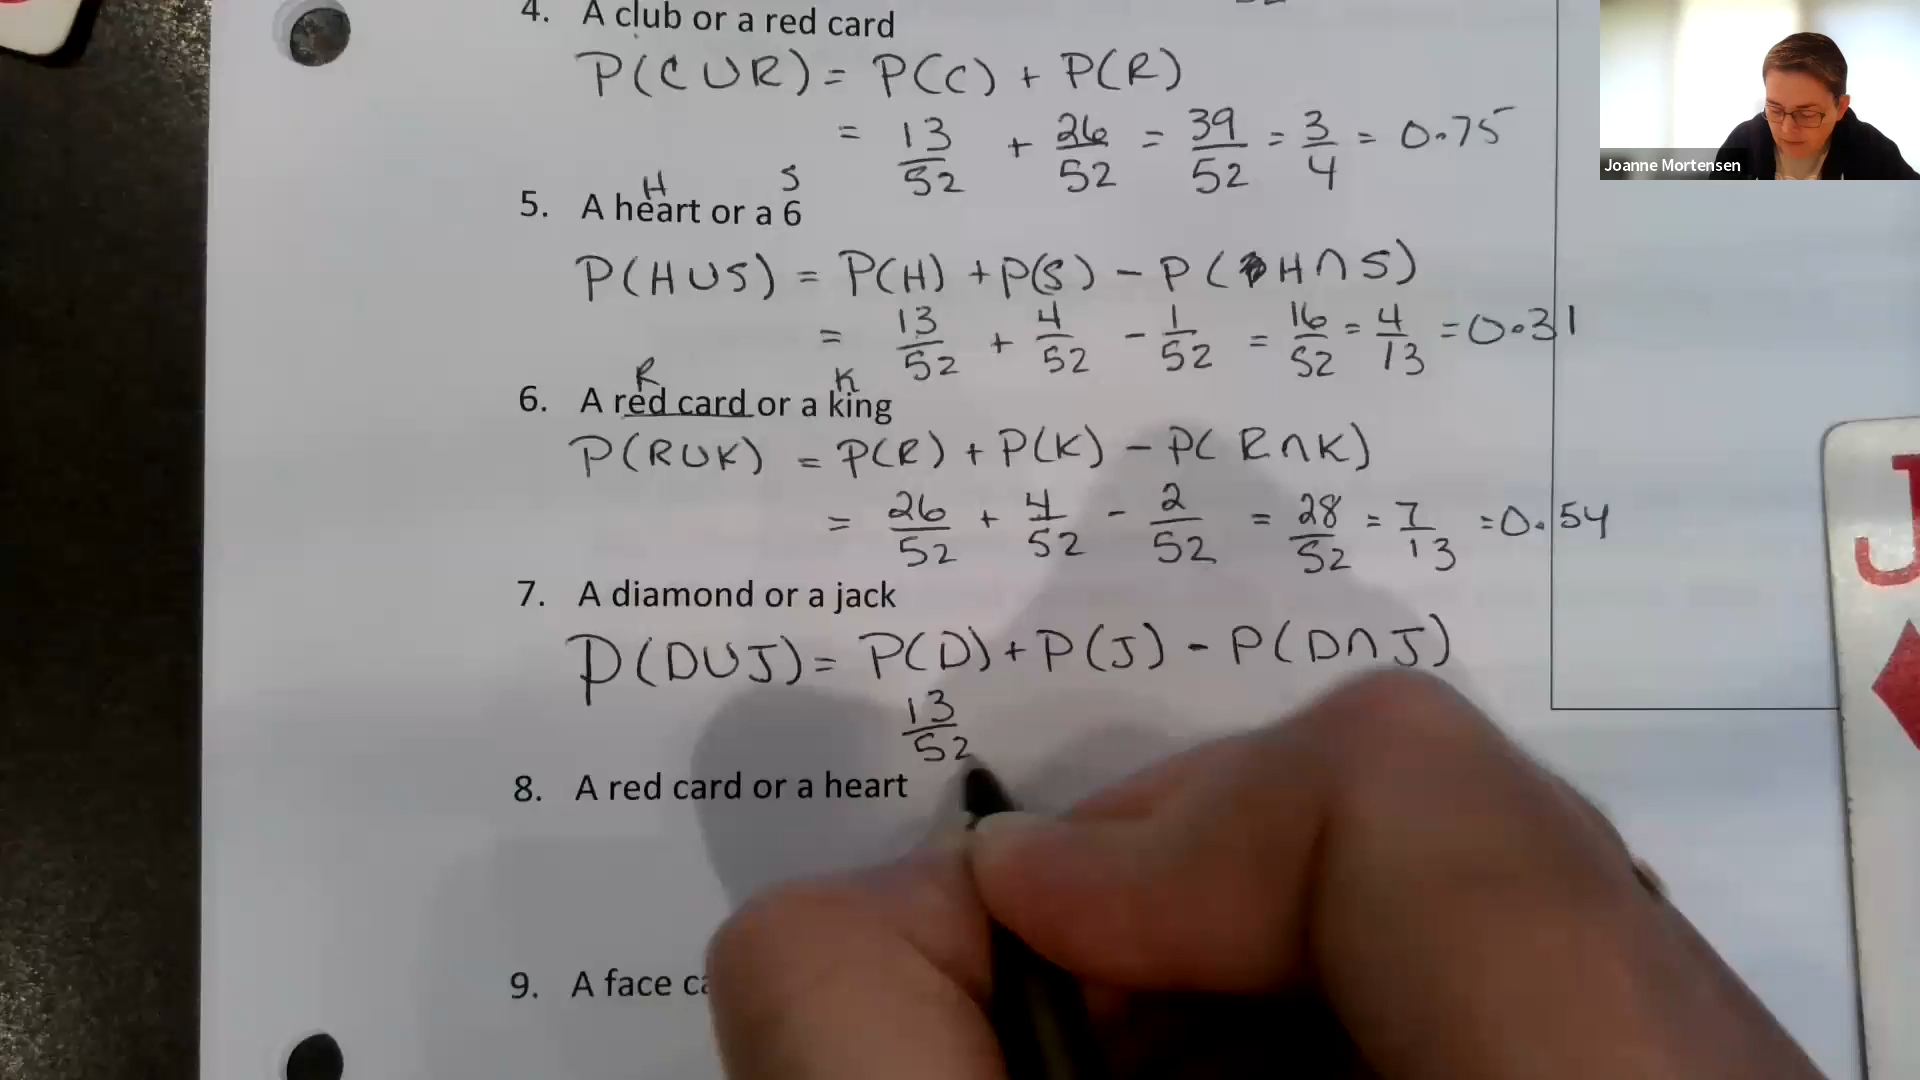 4. A club or a red card
P(C∪R) = P(C) + P(R)
= 13/52 + 26/52 = 39/52 = 3/4 = 0.75
H S
5. A heart or a 6
P(H∪S) = P(H) + P(S) - P(H∩S)
= 13/52 + 4/52 - 1/52 = 16/52 = 4/13 = 0.31
R K
6. A red card or a king
P(R∪K) = P(R) + P(K) - P(R∩K)
= 26/52 + 4/52 - 2/52 = 28/52 = 7/13 = 0.54
7. A diamond or a jack
P(D∪J) = P(D) + P(J) - P(D∩J)
13/52
8. A red card or a heart
9. A face
Joanne Mortensen
J